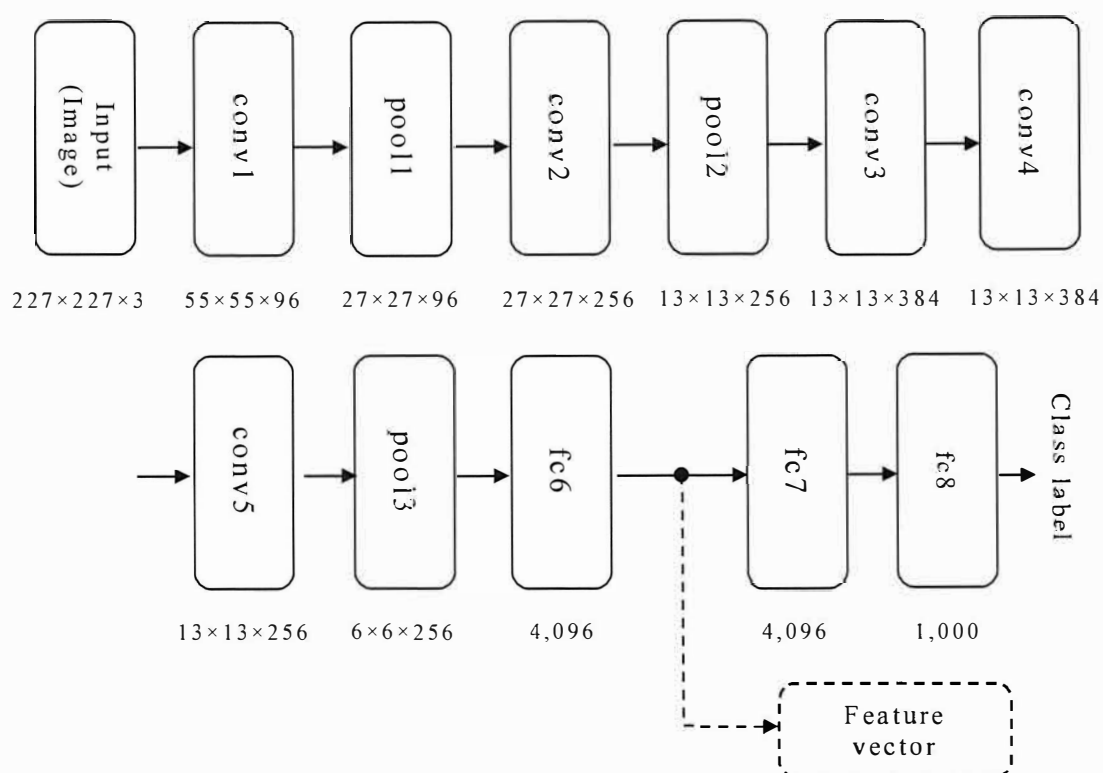 Input
(Image)
conv1
pool1
conv2
pool2
conv3
conv4
227×227×3
55×55×96
27×27×96
27×27×256
13×13×256
13×13×384
13×13×384
conv5
pool3
fc6
fc7
fc8
Class label
13×13×256
6×6×256
4,096
4,096
1,000
Feature
vector